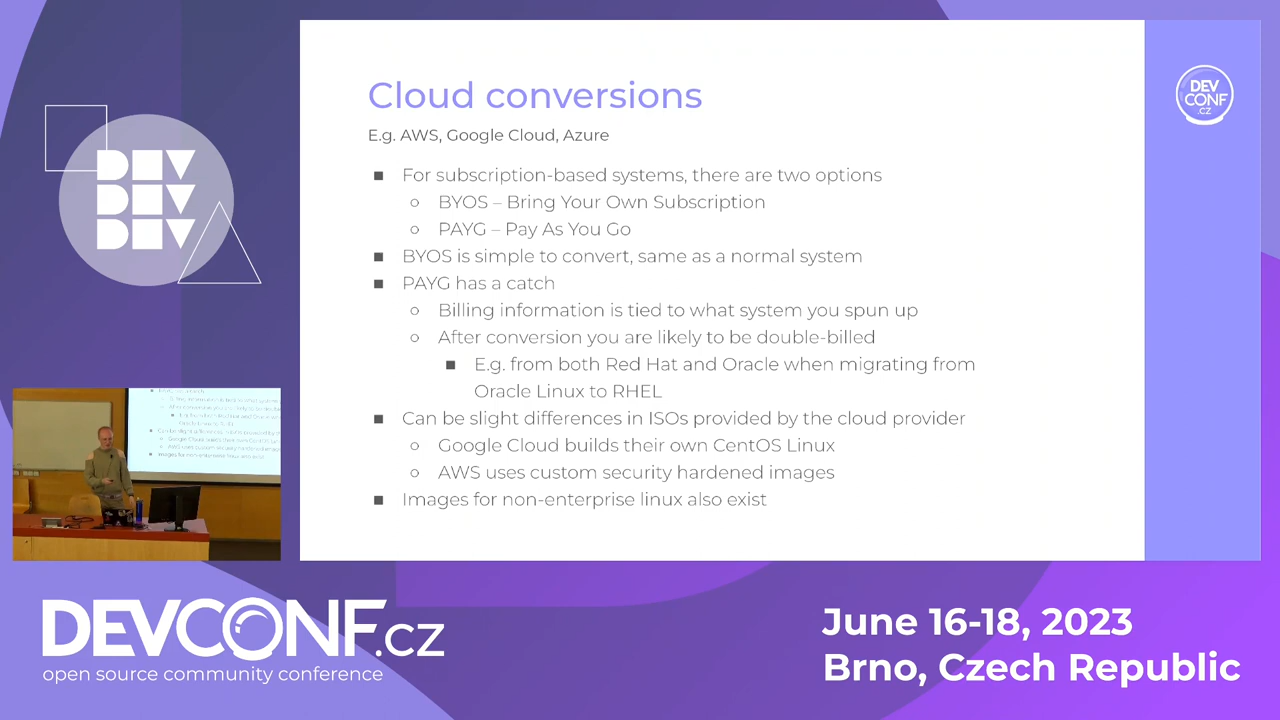 Cloud conversions
E.g. AWS, Google Cloud, Azure
■ For subscription-based systems, there are two options
○ BYOS – Bring Your Own Subscription
○ PAYG – Pay As You Go
■ BYOS is simple to convert, same as a normal system
■ PAYG has a catch
○ Billing information is tied to what system you spun up
○ After conversion you are likely to be double-billed
■ E.g. from both Red Hat and Oracle when migrating from
Oracle Linux to RHEL
■ Can be slight differences in ISOs provided by the cloud provider
○ Google Cloud builds their own CentOS Linux
○ AWS uses custom security hardened images
■ Images for non-enterprise linux also exist
DEV
CONF
.CZ
DEV
DEV
DEV
DEVCONF.cz
open source community conference
June 16-18, 2023
Brno, Czech Republic